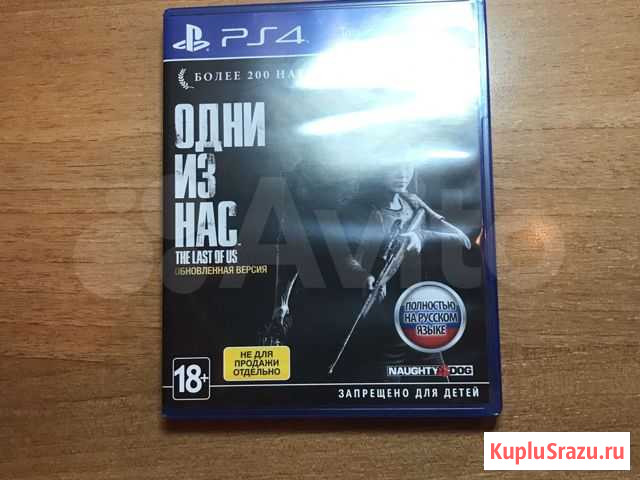 PS4
БОЛЕЕ 200
ОДНИ
ИЗ
НАС
THE LAST OF US
ОБНОВЛЕННАЯ ВЕРСИЯ
ПОЛНОСТЬЮ
НА РУССКОМ
ЯЗЫКЕ
НЕ ДЛЯ
ПРОДАЖИ
ОТДЕЛЬНО
18+
NAUGHTY DOG
ЗАПРЕЩЕНО ДЛЯ ДЕТЕЙ
Avito
KupluSrazu.ru